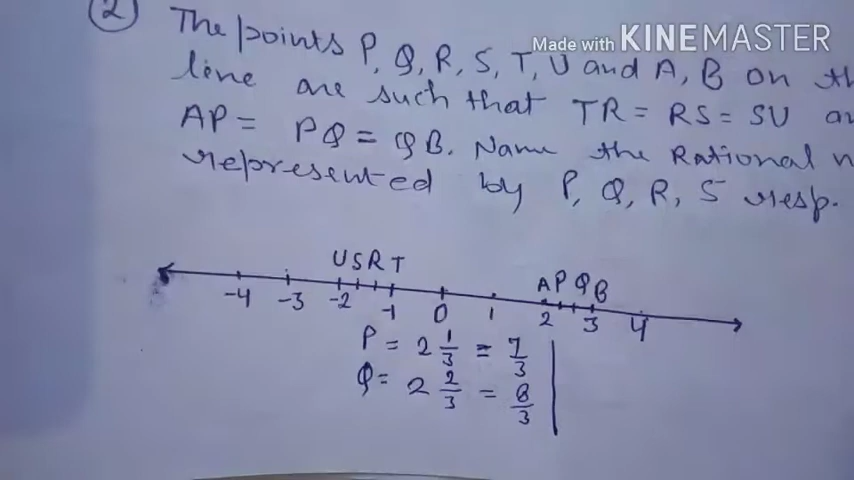 Made with KINEMASTER
② The points P, Q, R, S, T, U and A, B on
line are such that TR = RS = SU
AP = PQ = QB. Name the Rational
represented by P, Q, R, S resp.
U S R T A P Q B
-4 -3 -2 -1 0 1 2 3 4
P = 2 1/3 = 7/3
Q = 2 2/3 = 8/3